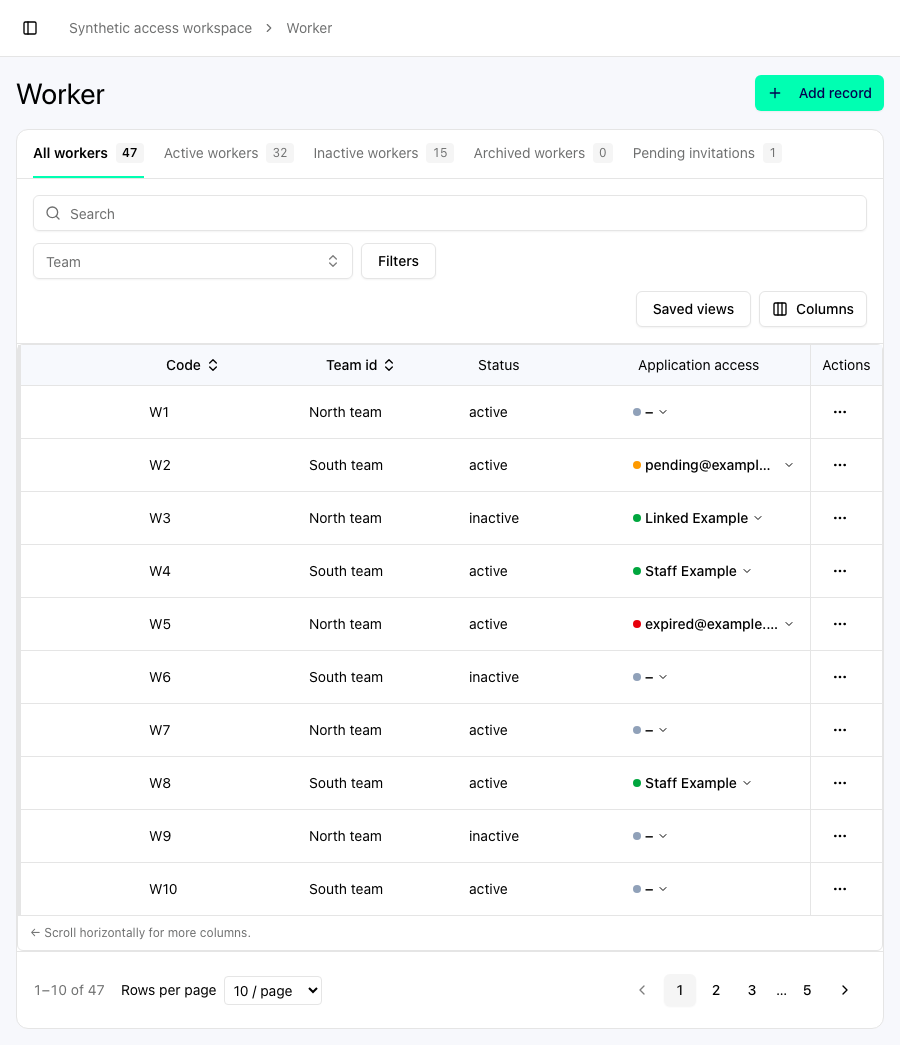 Synthetic access workspace > Worker
Worker
+ Add record
All workers 47 Active workers 32 Inactive workers 15 Archived workers 0 Pending invitations 1
Search
Team
Filters
Saved views
Columns
Code Team id Status Application access Actions
W1 North team active – ...
W2 South team active pending@exampl... ...
W3 North team inactive Linked Example ...
W4 South team active Staff Example ...
W5 North team active expired@example.... ...
W6 South team inactive – ...
W7 North team active – ...
W8 South team active Staff Example ...
W9 North team inactive – ...
W10 South team active – ...
← Scroll horizontally for more columns.
1–10 of 47 Rows per page 10 / page 1 2 3 ... 5